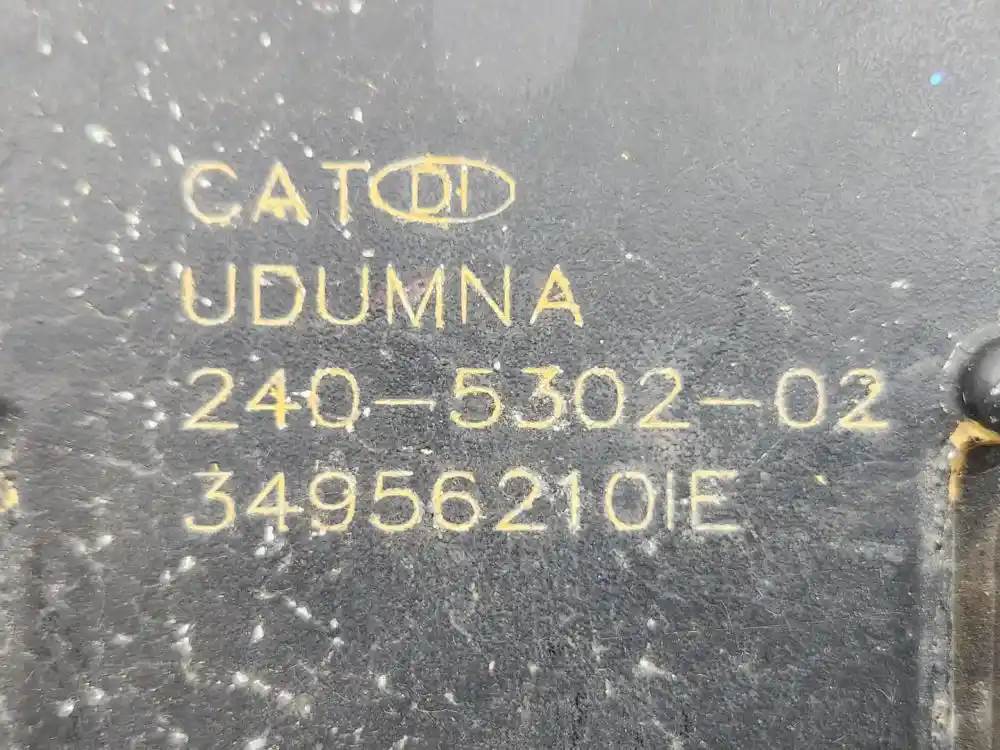 CAT DI
UDUMNA
240-5302-02
34956210IE